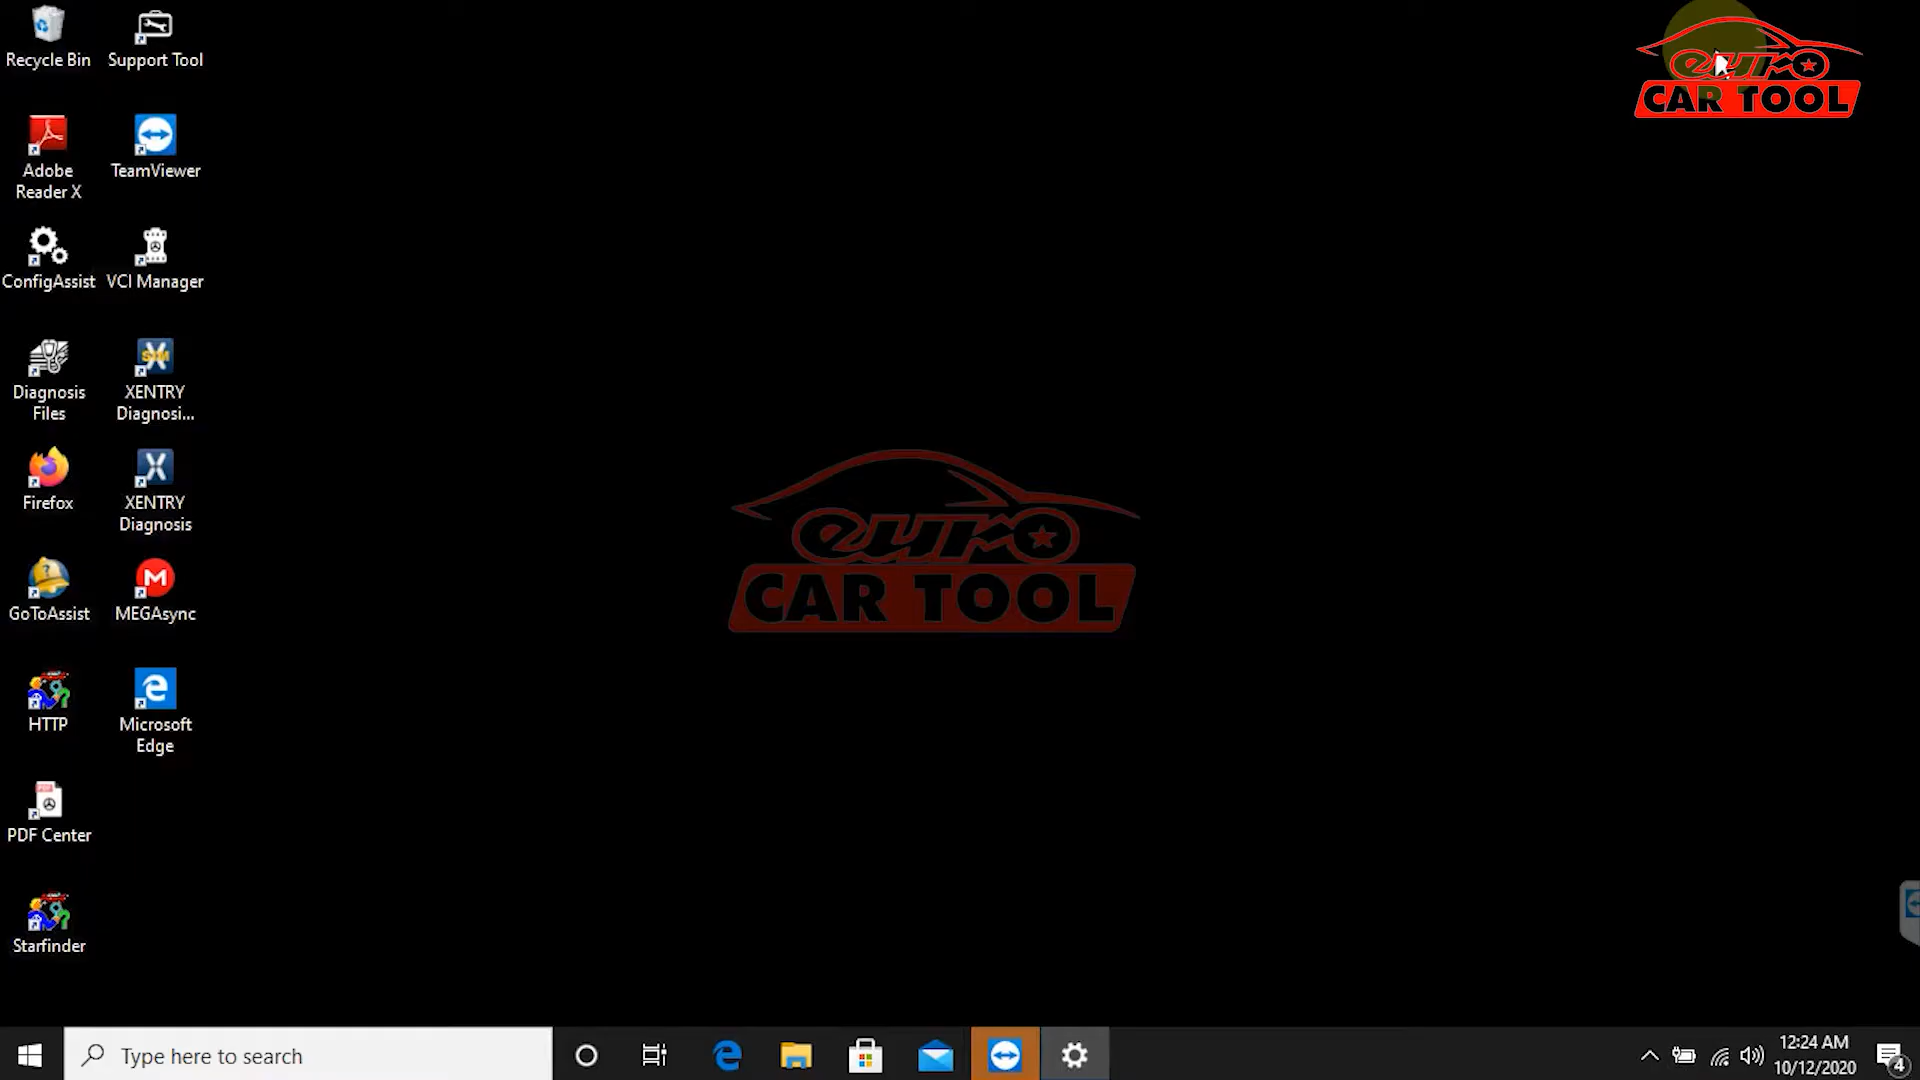 Recycle Bin
Support Tool
Adobe
Reader X
TeamViewer
ConfigAssist
VCI Manager
Diagnosis
Files
XENTRY
Diagnosi...
Firefox
XENTRY
Diagnosis
GoToAssist
MEGAsync
HTTP
Microsoft
Edge
PDF Center
Starfinder
euro
CAR TOOL
euro
CAR TOOL
Type here to search
12:24 AM
10/12/2020
4